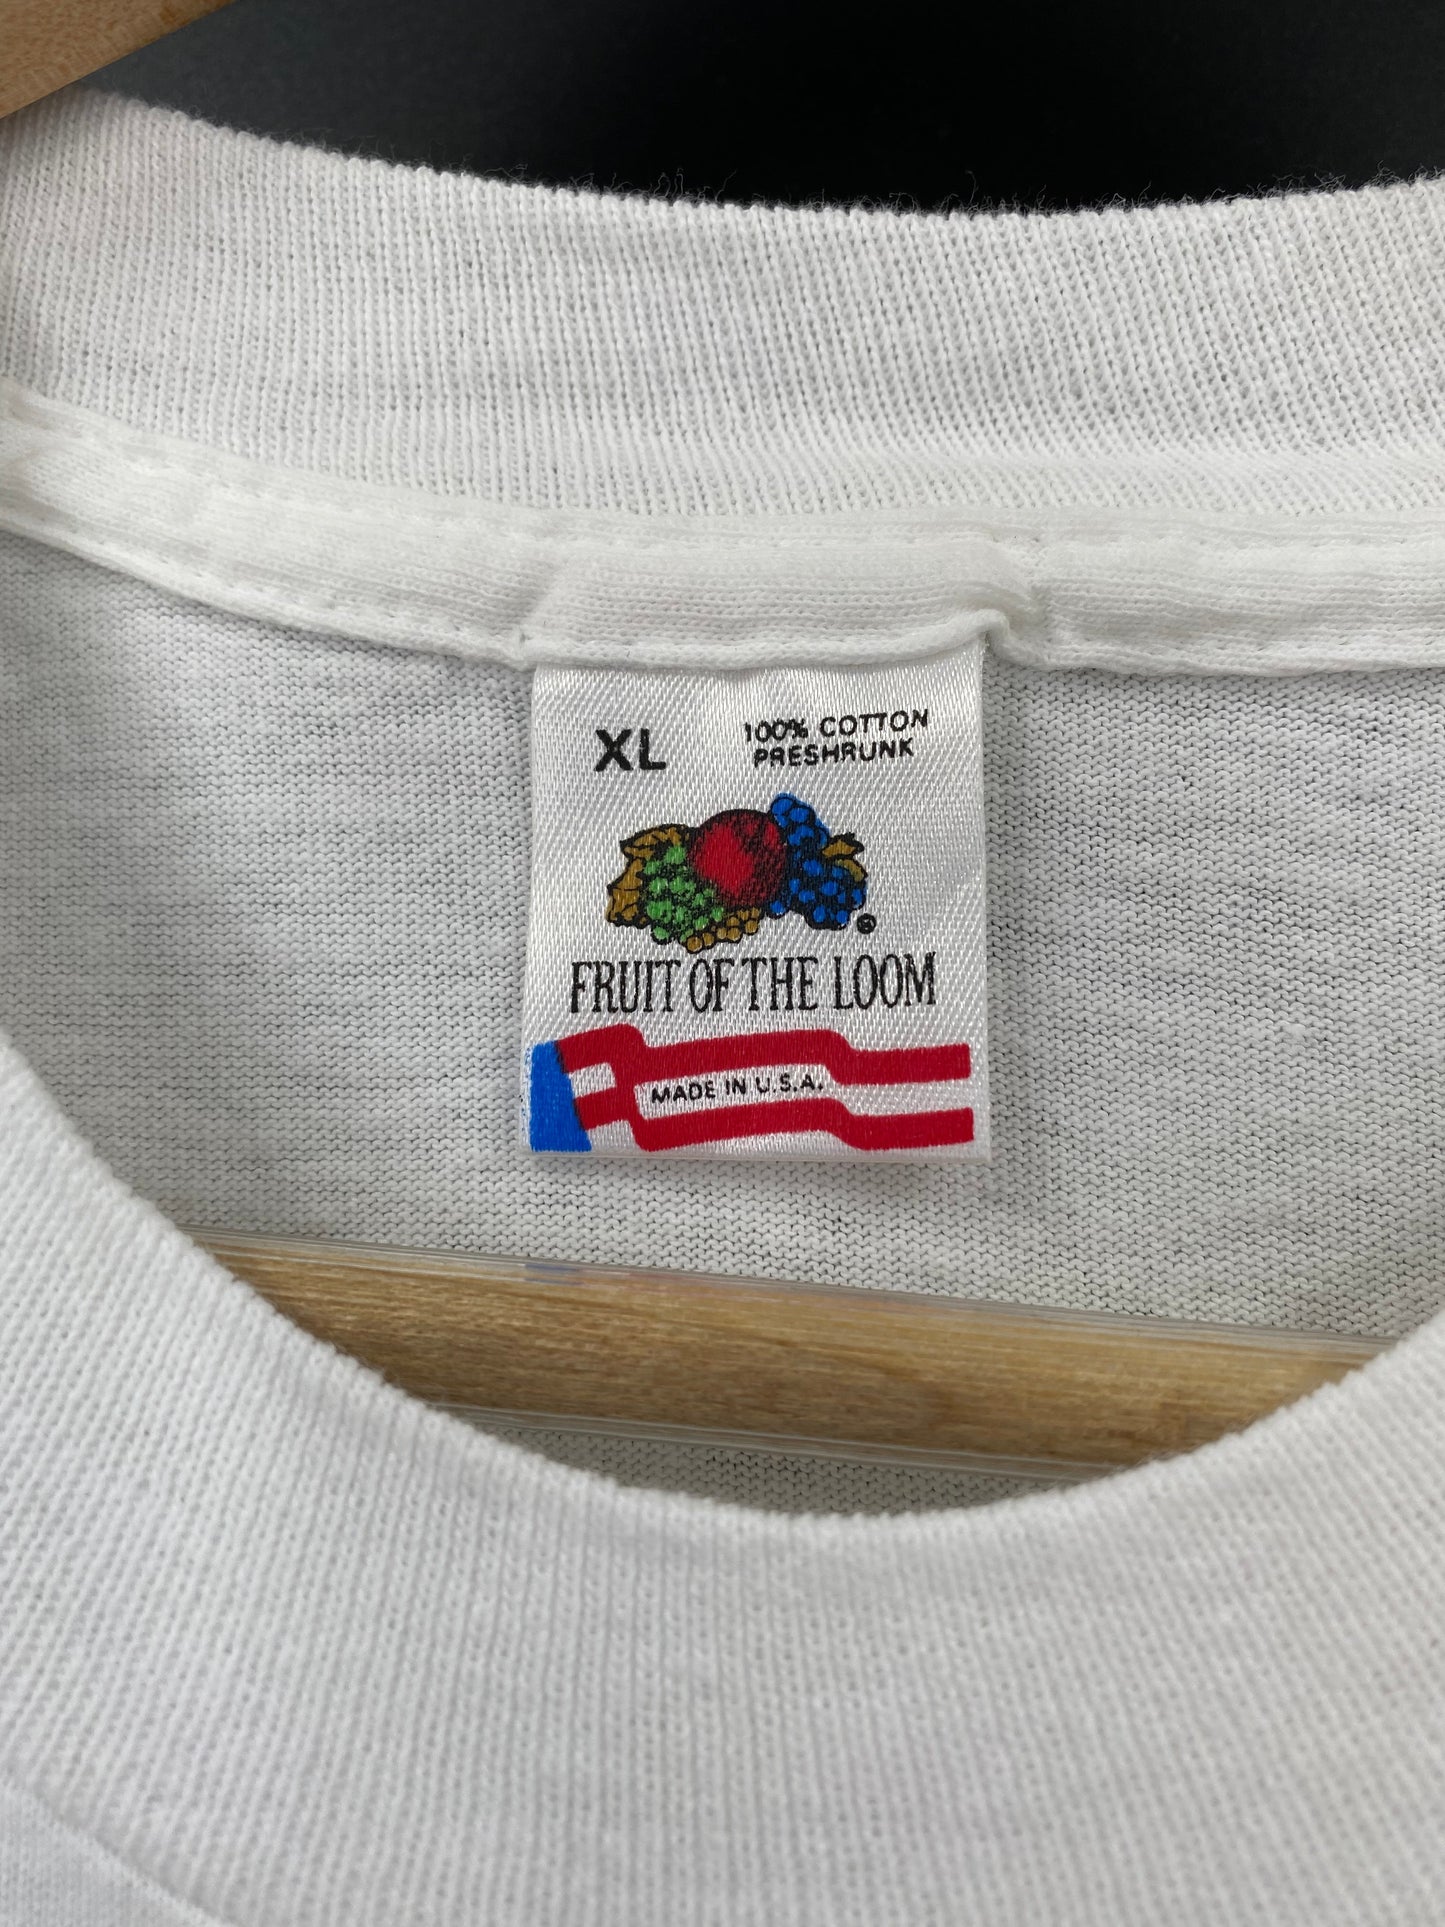 XL
100% COTTON
PRESHRUNK
®
FRUIT OF THE LOOM
MADE IN U.S.A.